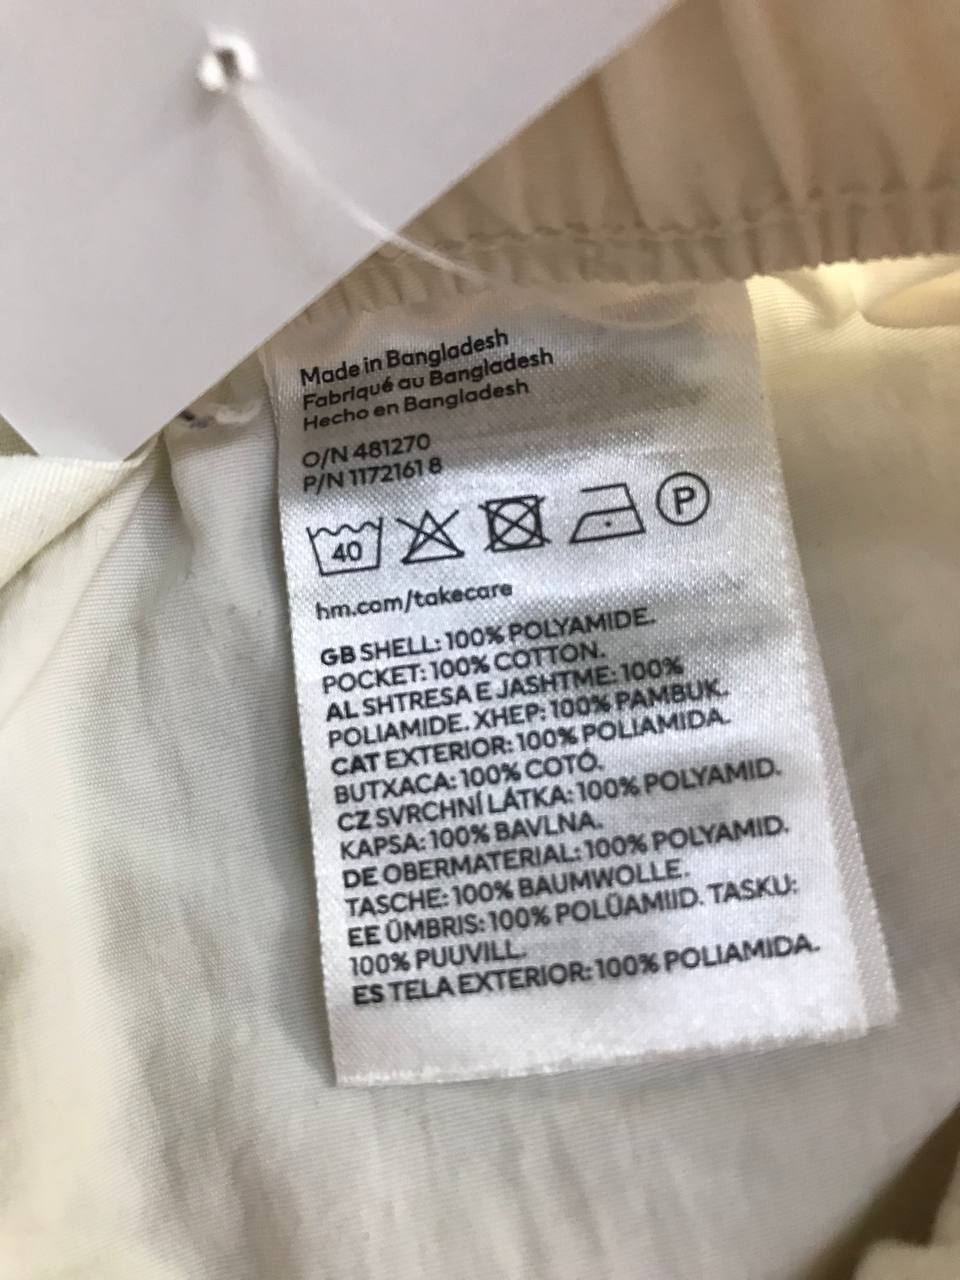 Made in Bangladesh
Fabriqué au Bangladesh
Hecho en Bangladesh
O/N 481270
P/N 1172161 8
40
P
hm.com/takecare
GB SHELL: 100% POLYAMIDE.
POCKET: 100% COTTON.
AL SHTRESA E JASHTME: 100%
POLIAMIDE. XHEP: 100% PAMBUK.
CAT EXTERIOR: 100% POLIAMIDA.
BUTXACA: 100% COTÓ.
CZ SVRCHNÍ LÁTKA: 100% POLYAMID.
KAPSA: 100% BAVLNA.
DE OBERMATERIAL: 100% POLYAMID.
TASCHE: 100% BAUMWOLLE.
EE ÜMBRIS: 100% POLÜAMIID. TASKU:
100% PUUVILL.
ES TELA EXTERIOR: 100% POLIAMIDA.